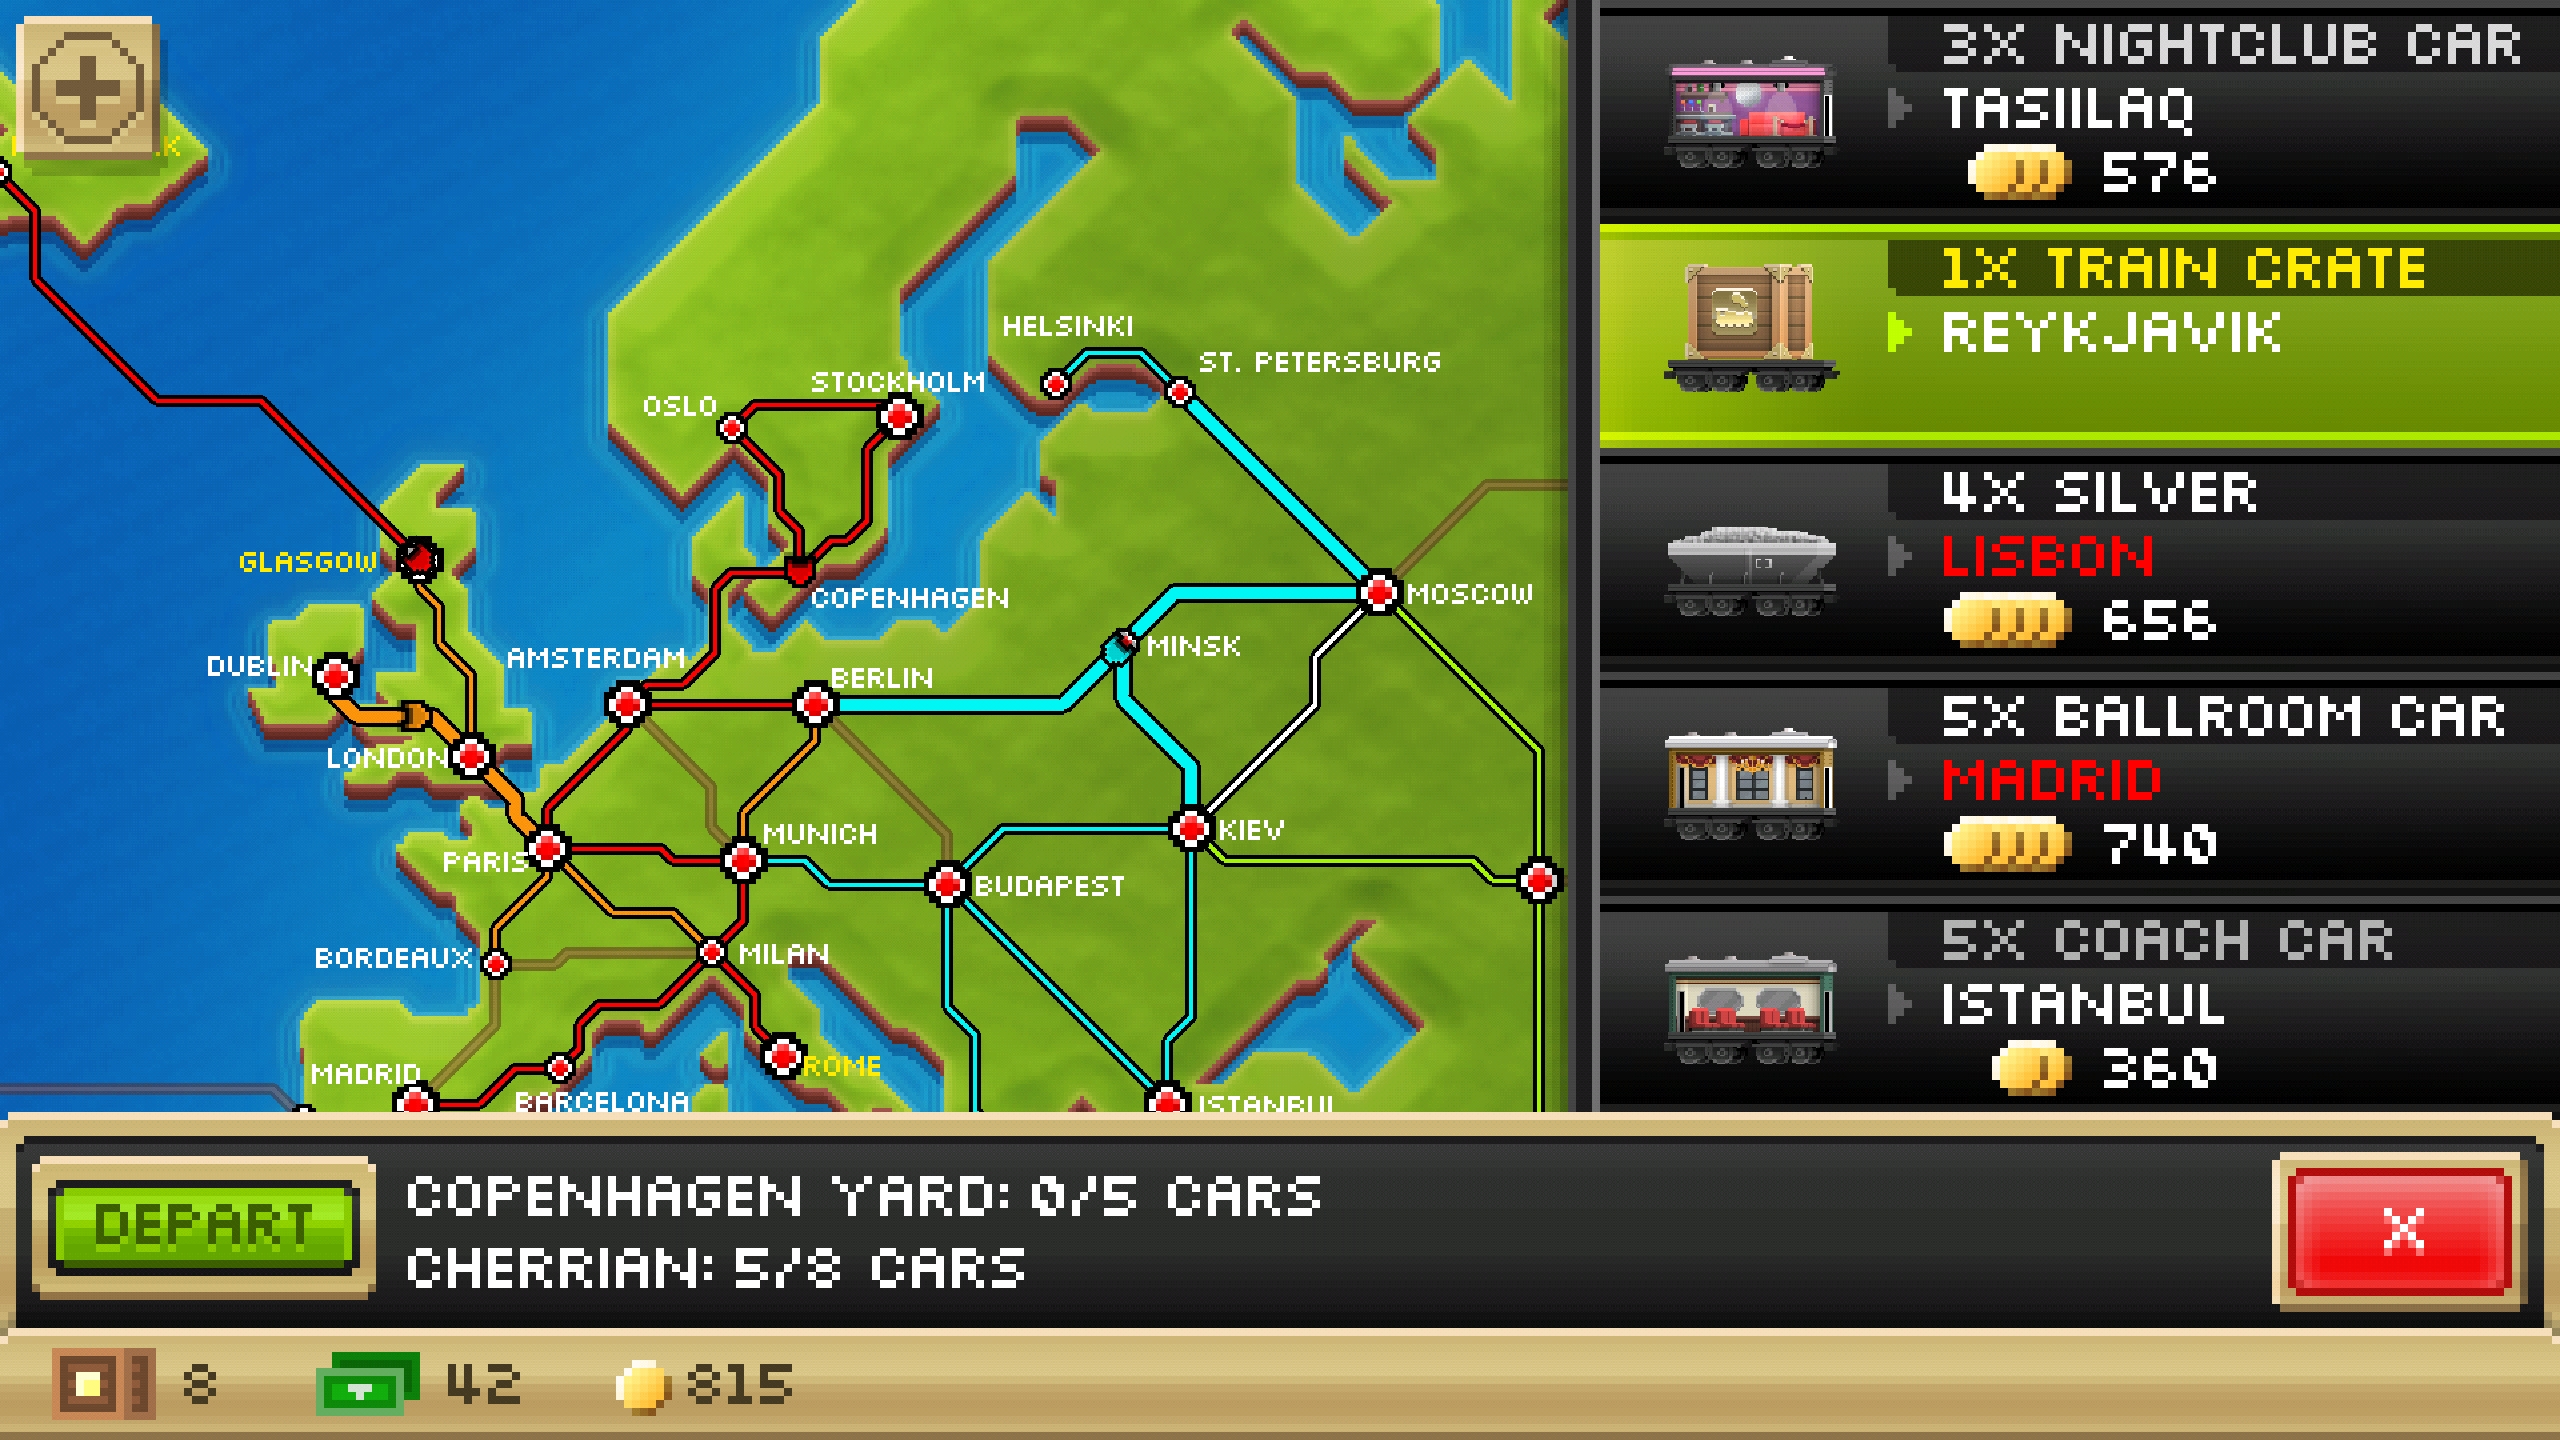 3X NIGHTCLUB CAR
TASIILAQ
576
1X TRAIN CRATE
REYKJAVIK
4X SILVER
LISBON
656
5X BALLROOM CAR
MADRID
740
5X COACH CAR
ISTANBUL
360
HELSINKI
ST. PETERSBURG
STOCKHOLM
OSLO
GLASGOW
COPENHAGEN
MOSCOW
MINSK
DUBLIN
AMSTERDAM
BERLIN
LONDON
MUNICH
KIEV
PARIS
BUDAPEST
BORDEAUX
MILAN
ROME
MADRID
BARCELONA
ISTANBUL
DEPART
COPENHAGEN YARD: 0/5 CARS
CHERRIAN: 5/8 CARS
X
8
42
815